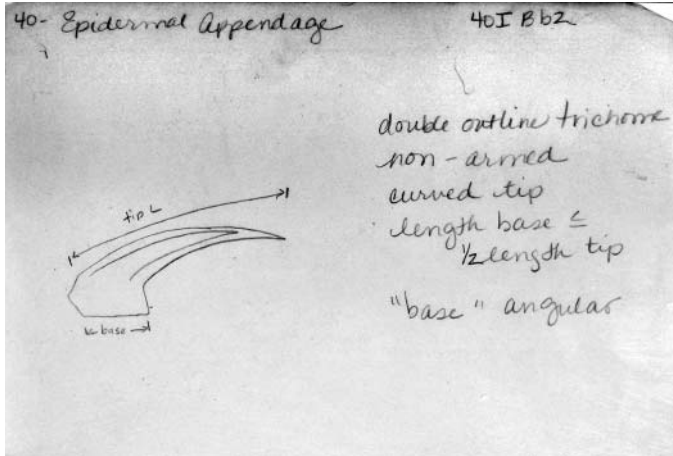 40- Epidermal Appendage
40I Bb2
double outline trichome
non-armed
curved tip
length base ≤
1/2 length tip
"base" angular
tip L
L base